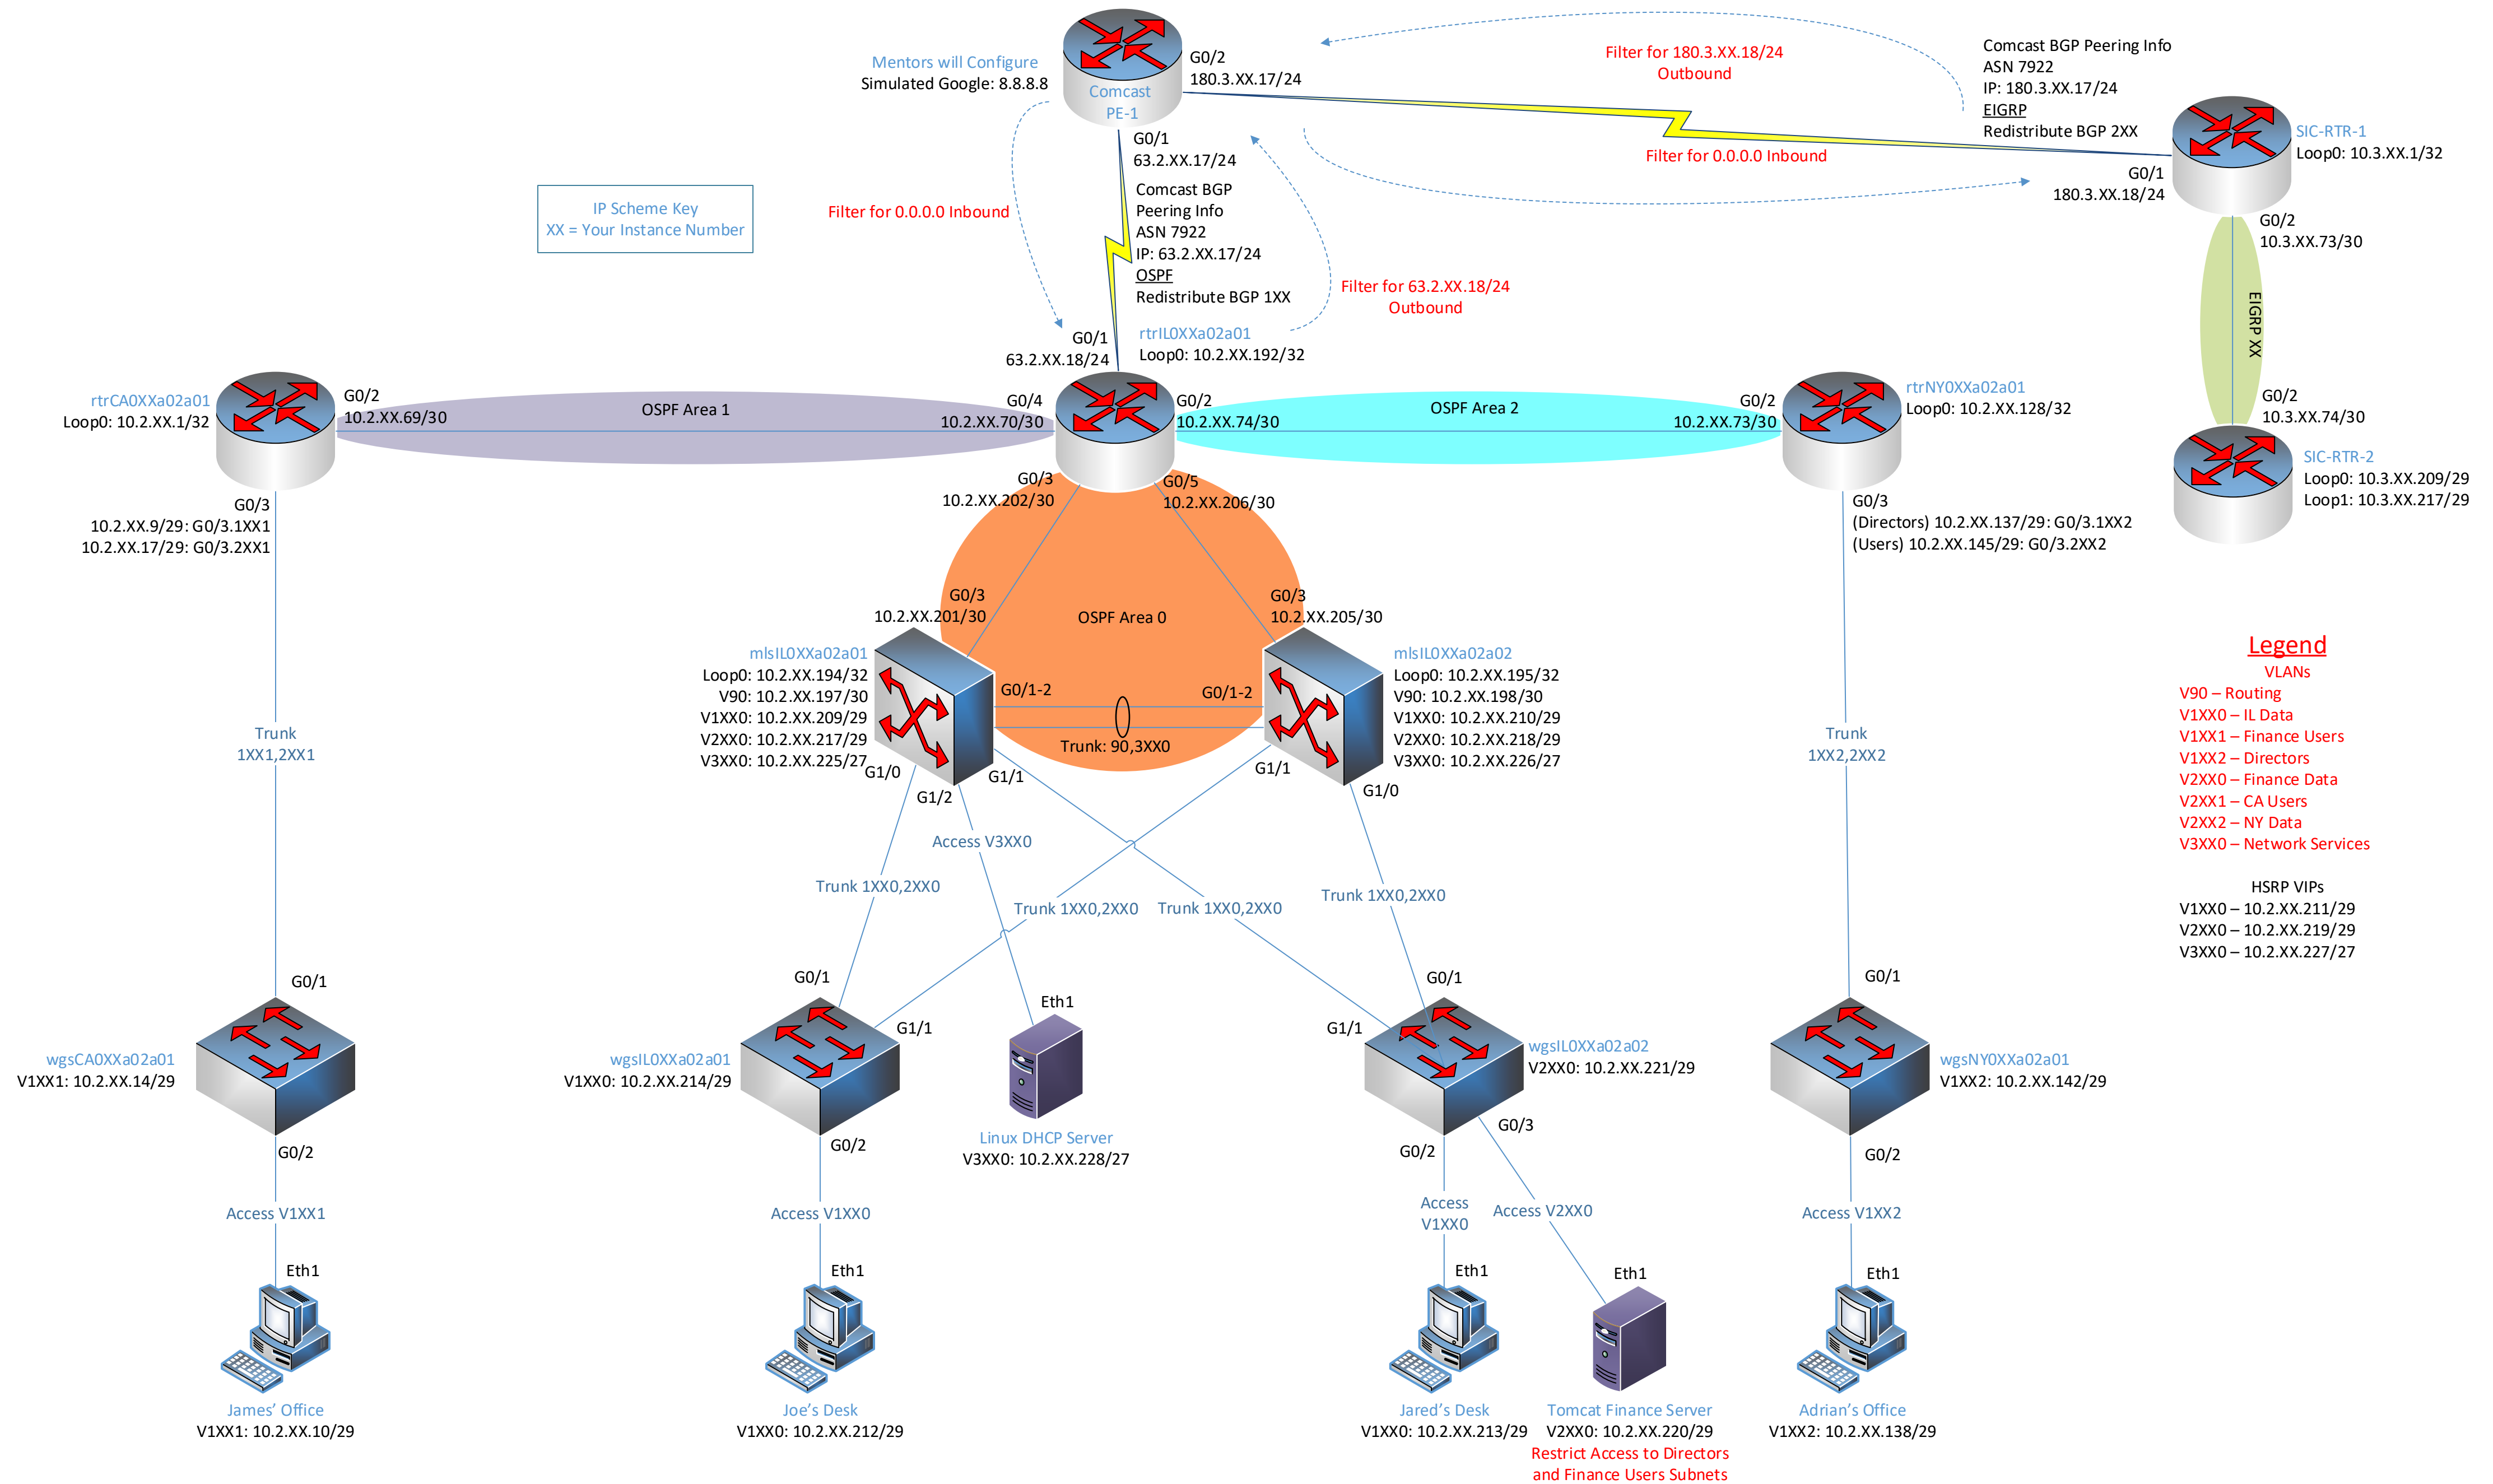 Mentors will Configure
Simulated Google: 8.8.8.8
Comcast
PE-1
G0/2
180.3.XX.17/24
Filter for 180.3.XX.18/24
Outbound
Comcast BGP Peering Info
ASN 7922
IP: 180.3.XX.17/24
EIGRP
Redistribute BGP 2XX
SIC-RTR-1
Loop0: 10.3.XX.1/32
G0/1
63.2.XX.17/24
Filter for 0.0.0.0 Inbound
G0/1
180.3.XX.18/24
IP Scheme Key
XX = Your Instance Number
Filter for 0.0.0.0 Inbound
Comcast BGP
Peering Info
ASN 7922
IP: 63.2.XX.17/24
OSPF
Redistribute BGP 1XX
Filter for 63.2.XX.18/24
Outbound
G0/2
10.3.XX.73/30
EIGRP XX
G0/2
10.3.XX.74/30
SIC-RTR-2
Loop0: 10.3.XX.209/29
Loop1: 10.3.XX.217/29
G0/1
63.2.XX.18/24
rtrIL0XXa02a01
Loop0: 10.2.XX.192/32
rtrCA0XXa02a01
Loop0: 10.2.XX.1/32
G0/2
10.2.XX.69/30
OSPF Area 1
G0/4
10.2.XX.70/30
G0/2
10.2.XX.74/30
OSPF Area 2
G0/2
10.2.XX.73/30
rtrNY0XXa02a01
Loop0: 10.2.XX.128/32
G0/3
10.2.XX.9/29: G0/3.1XX1
10.2.XX.17/29: G0/3.2XX1
G0/3
10.2.XX.202/30
G0/5
10.2.XX.206/30
G0/3
(Directors) 10.2.XX.137/29: G0/3.1XX2
(Users) 10.2.XX.145/29: G0/3.2XX2
G0/3
10.2.XX.201/30
OSPF Area 0
G0/3
10.2.XX.205/30
mlsIL0XXa02a01
Loop0: 10.2.XX.194/32
V90: 10.2.XX.197/30
V1XX0: 10.2.XX.209/29
V2XX0: 10.2.XX.217/29
V3XX0: 10.2.XX.225/27
G0/1-2
G0/1-2
Trunk: 90,3XX0
mlsIL0XXa02a02
Loop0: 10.2.XX.195/32
V90: 10.2.XX.198/30
V1XX0: 10.2.XX.210/29
V2XX0: 10.2.XX.218/29
V3XX0: 10.2.XX.226/27
G1/0
G1/2
G1/1
G1/1
G1/0
Legend
VLANs
V90 – Routing
V1XX0 – IL Data
V1XX1 – Finance Users
V1XX2 – Directors
V2XX0 – Finance Data
V2XX1 – CA Users
V2XX2 – NY Data
V3XX0 – Network Services
HSRP VIPs
V1XX0 – 10.2.XX.211/29
V2XX0 – 10.2.XX.219/29
V3XX0 – 10.2.XX.227/27
Trunk
1XX1,2XX1
Trunk
1XX2,2XX2
Access V3XX0
Trunk 1XX0,2XX0
Trunk 1XX0,2XX0
Trunk 1XX0,2XX0
Trunk 1XX0,2XX0
G0/1
wgsCA0XXa02a01
V1XX1: 10.2.XX.14/29
G0/2
G0/1
G1/1
wgsIL0XXa02a01
V1XX0: 10.2.XX.214/29
G0/2
Eth1
Linux DHCP Server
V3XX0: 10.2.XX.228/27
G0/1
G1/1
wgsIL0XXa02a02
V2XX0: 10.2.XX.221/29
G0/2
G0/3
G0/1
wgsNY0XXa02a01
V1XX2: 10.2.XX.142/29
G0/2
Access V1XX1
Access V1XX0
Access
V1XX0
Access V2XX0
Access V1XX2
Eth1
James’ Office
V1XX1: 10.2.XX.10/29
Eth1
Joe’s Desk
V1XX0: 10.2.XX.212/29
Eth1
Jared’s Desk
V1XX0: 10.2.XX.213/29
Eth1
Tomcat Finance Server
V2XX0: 10.2.XX.220/29
Restrict Access to Directors
and Finance Users Subnets
Eth1
Adrian’s Office
V1XX2: 10.2.XX.138/29